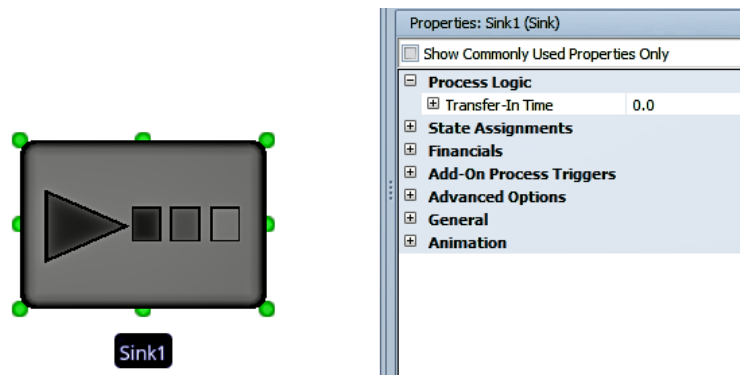 Properties: Sink1 (Sink)
Show Commonly Used Properties Only
Process Logic
Transfer-In Time 0.0
State Assignments
Financials
Add-On Process Triggers
Advanced Options
General
Animation
Sink1